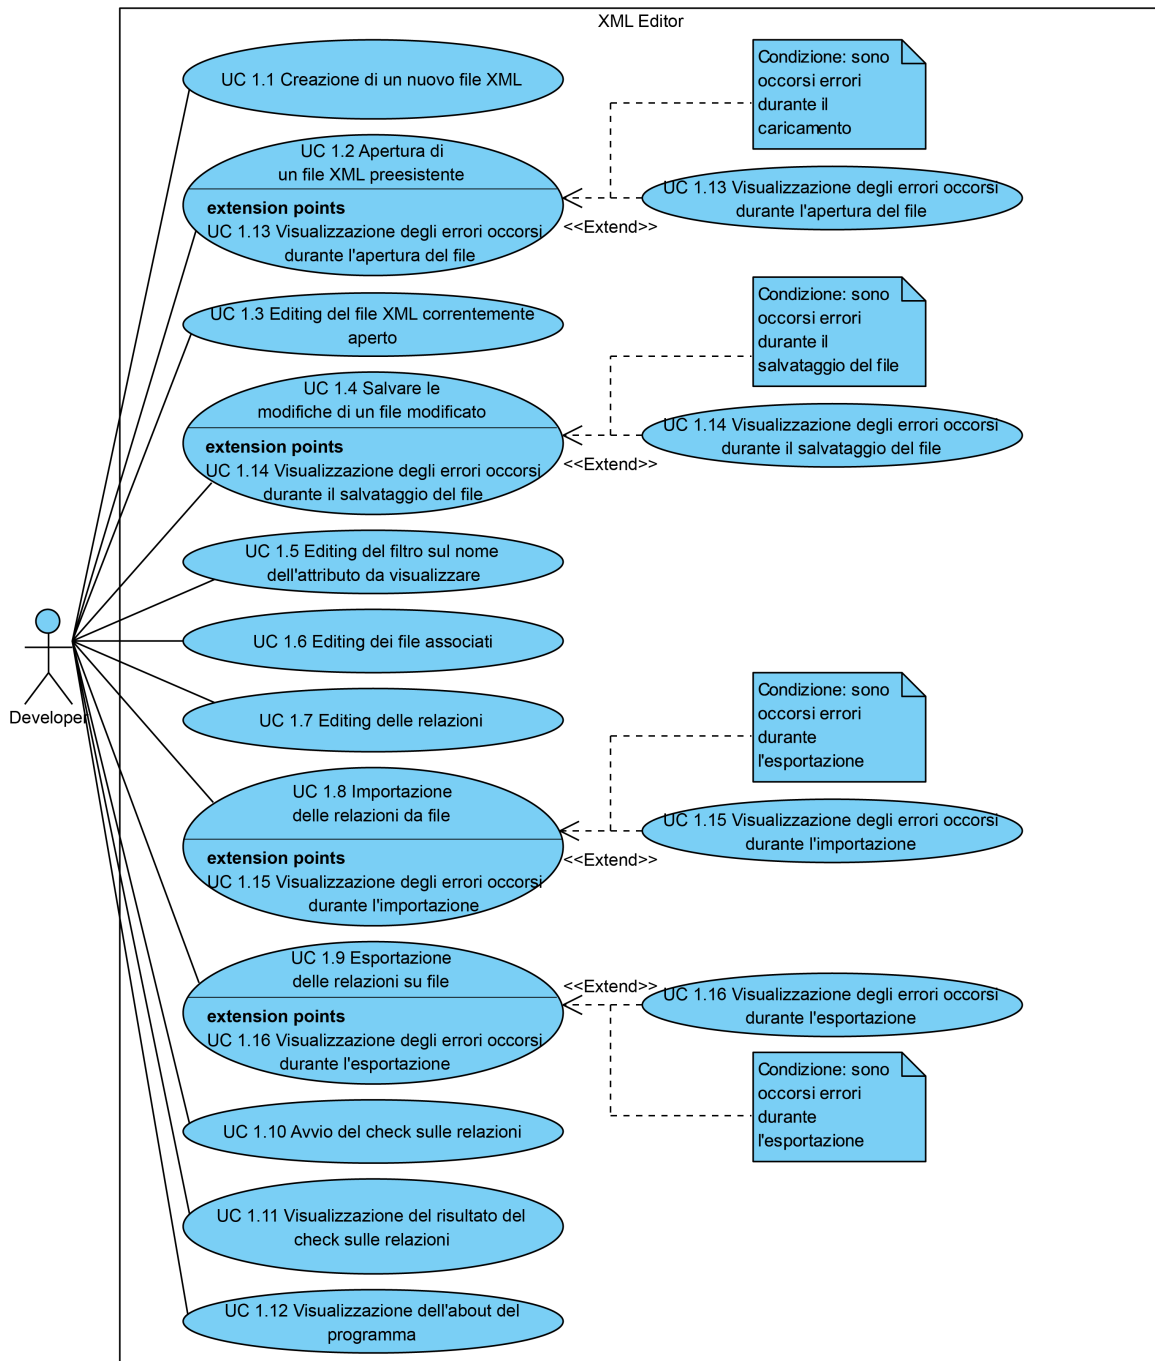 XML Editor
UC 1.1 Creazione di un nuovo file XML
Condizione: sono
occorsi errori
durante il
caricamento
UC 1.2 Apertura di
un file XML preesistente
extension points
UC 1.13 Visualizzazione degli errori occorsi
durante l'apertura del file
<<Extend>>
UC 1.13 Visualizzazione degli errori occorsi
durante l'apertura del file
UC 1.3 Editing del file XML correntemente
aperto
Condizione: sono
occorsi errori
durante il
salvataggio del file
UC 1.4 Salvare le
modifiche di un file modificato
extension points
UC 1.14 Visualizzazione degli errori occorsi
durante il salvataggio del file
<<Extend>>
UC 1.14 Visualizzazione degli errori occorsi
durante il salvataggio del file
UC 1.5 Editing del filtro sul nome
dell'attributo da visualizzare
UC 1.6 Editing dei file associati
Developer
UC 1.7 Editing delle relazioni
Condizione: sono
occorsi errori
durante
l'esportazione
UC 1.8 Importazione
delle relazioni da file
extension points
UC 1.15 Visualizzazione degli errori occorsi
durante l'importazione
<<Extend>>
UC 1.15 Visualizzazione degli errori occorsi
durante l'importazione
UC 1.9 Esportazione
delle relazioni su file
extension points
UC 1.16 Visualizzazione degli errori occorsi
durante l'esportazione
<<Extend>>
UC 1.16 Visualizzazione degli errori occorsi
durante l'esportazione
Condizione: sono
occorsi errori
durante
l'esportazione
UC 1.10 Avvio del check sulle relazioni
UC 1.11 Visualizzazione del risultato del
check sulle relazioni
UC 1.12 Visualizzazione dell'about del
programma